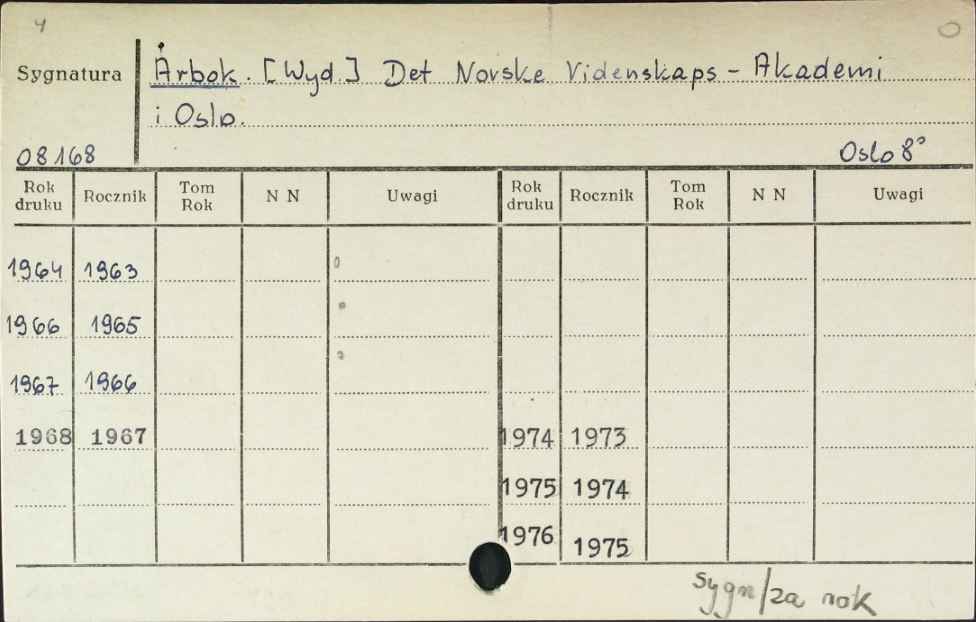 4
Sygnatura
Årbok. [Wyd] Det Norske Videnskaps - Akademi
i Oslo.
08168
Oslo 8°
Rok druku Rocznik Tom Rok N N Uwagi Rok druku Rocznik Tom Rok N N Uwagi
1964 1963
1966 1965
1967 1966
1968 1967 1974 1973
1975 1974
1976 1975
sygn/za rok